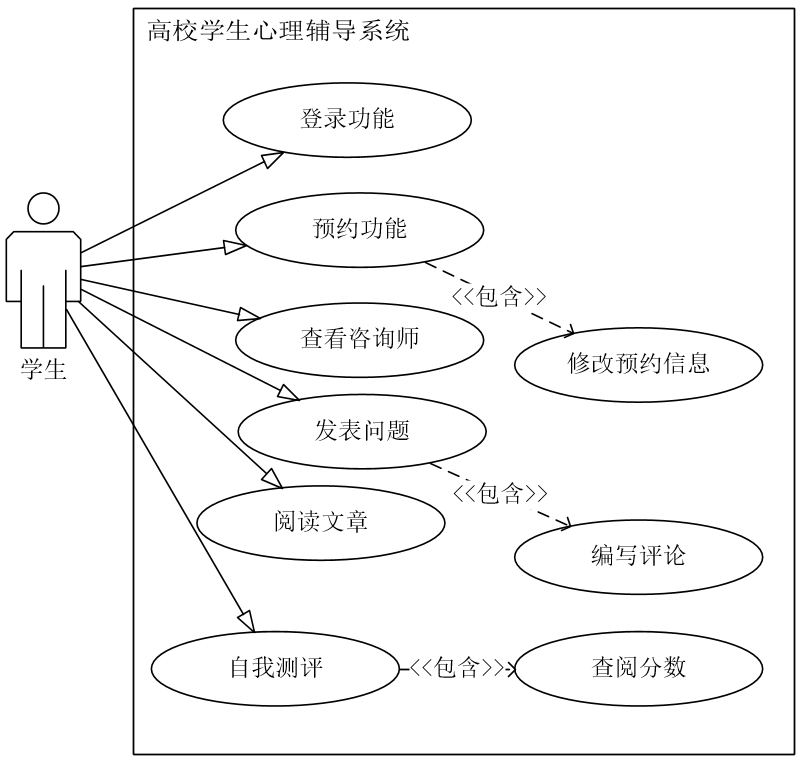 高校学生心理辅导系统
登录功能
预约功能
<<包含>>
查看咨询师
修改预约信息
学生
发表问题
<<包含>>
阅读文章
编写评论
自我测评
<<包含>>
查阅分数